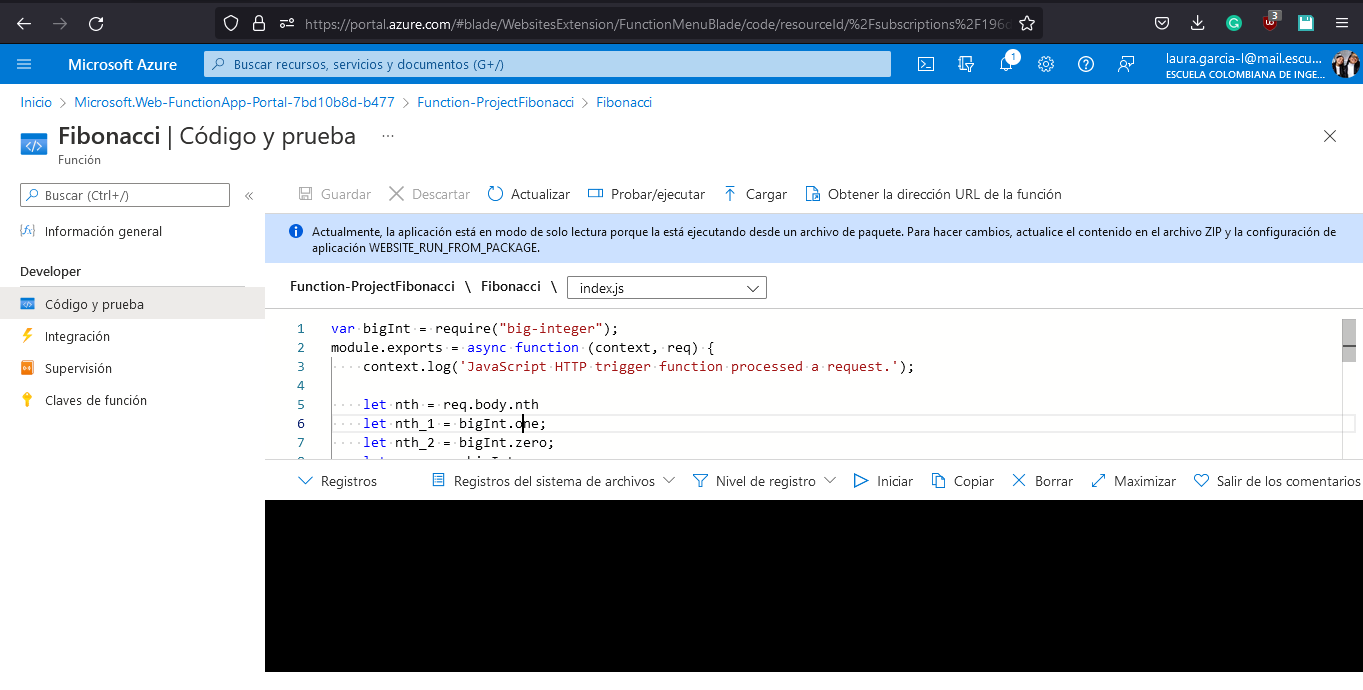 https://portal.azure.com/#blade/WebsitesExtension/FunctionMenuBlade/code/resourceId/%2Fsubscriptions%2F196
3
Microsoft Azure
Buscar recursos, servicios y documentos (G+/)
1
laura.garcia-l@mail.escu...
ESCUELA COLOMBIANA DE INGE...
Inicio > Microsoft.Web-FunctionApp-Portal-7bd10b8d-b477 > Function-ProjectFibonacci > Fibonacci
Fibonacci | Código y prueba ...
Función
Buscar (Ctrl+/) «
Guardar Descartar Actualizar Probar/ejecutar Cargar Obtener la dirección URL de la función
Información general
Developer
Código y prueba
Integración
Supervisión
Claves de función
Actualmente, la aplicación está en modo de solo lectura porque la está ejecutando desde un archivo de paquete. Para hacer cambios, actualice el contenido en el archivo ZIP y la configuración de
aplicación WEBSITE_RUN_FROM_PACKAGE.
Function-ProjectFibonacci \ Fibonacci \ index.js
1 var bigInt = require("big-integer");
2 module.exports = async function (context, req) {
3 context.log('JavaScript HTTP trigger function processed a request.');
4
5 let nth = req.body.nth
6 let nth_1 = bigInt.one;
7 let nth_2 = bigInt.zero;
Registros Registros del sistema de archivos Nivel de registro Iniciar Copiar Borrar Maximizar Salir de los comentarios